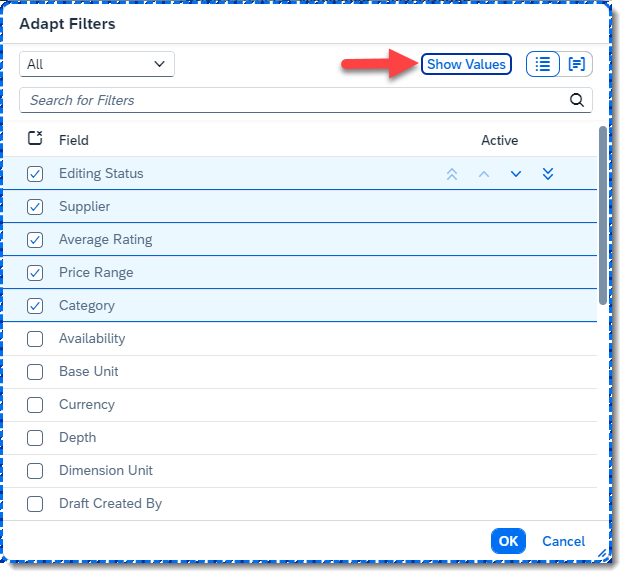 Adapt Filters
All
Show Values
Search for Filters
Field Active
Editing Status
Supplier
Average Rating
Price Range
Category
Availability
Base Unit
Currency
Depth
Dimension Unit
Draft Created By
OK Cancel